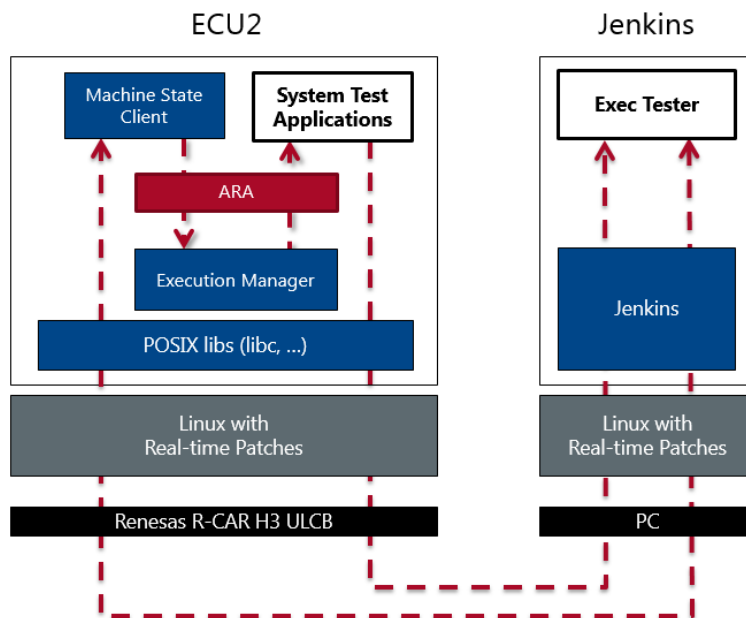 ECU2
Jenkins
Machine State
Client
System Test
Applications
Exec Tester
ARA
Execution Manager
Jenkins
POSIX libs (libc, ...)
Linux with
Real-time Patches
Linux with
Real-time Patches
Renesas R-CAR H3 ULCB
PC